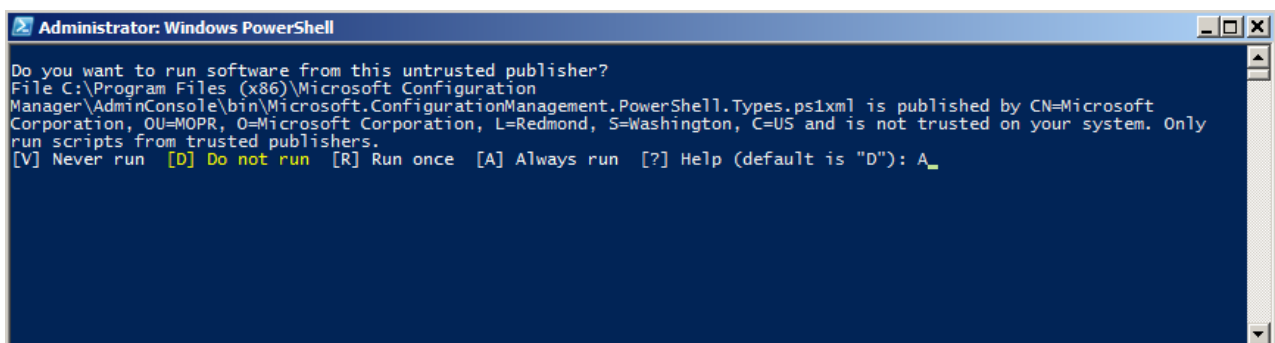 Administrator: Windows PowerShell
Do you want to run software from this untrusted publisher?
File C:\Program Files (x86)\Microsoft Configuration
Manager\AdminConsole\bin\Microsoft.ConfigurationManagement.PowerShell.Types.ps1xml is published by CN=Microsoft
Corporation, OU=MOPR, O=Microsoft Corporation, L=Redmond, S=Washington, C=US and is not trusted on your system. Only
run scripts from trusted publishers.
[V] Never run  [D] Do not run  [R] Run once  [A] Always run  [?] Help (default is "D"): A